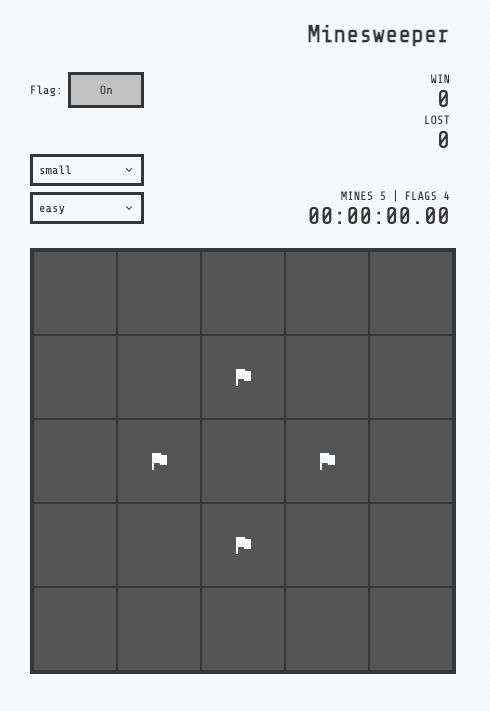 Minesweeper
Flag: On
WIN
0
LOST
0
small
easy
MINES 5 | FLAGS 4
00:00:00.00